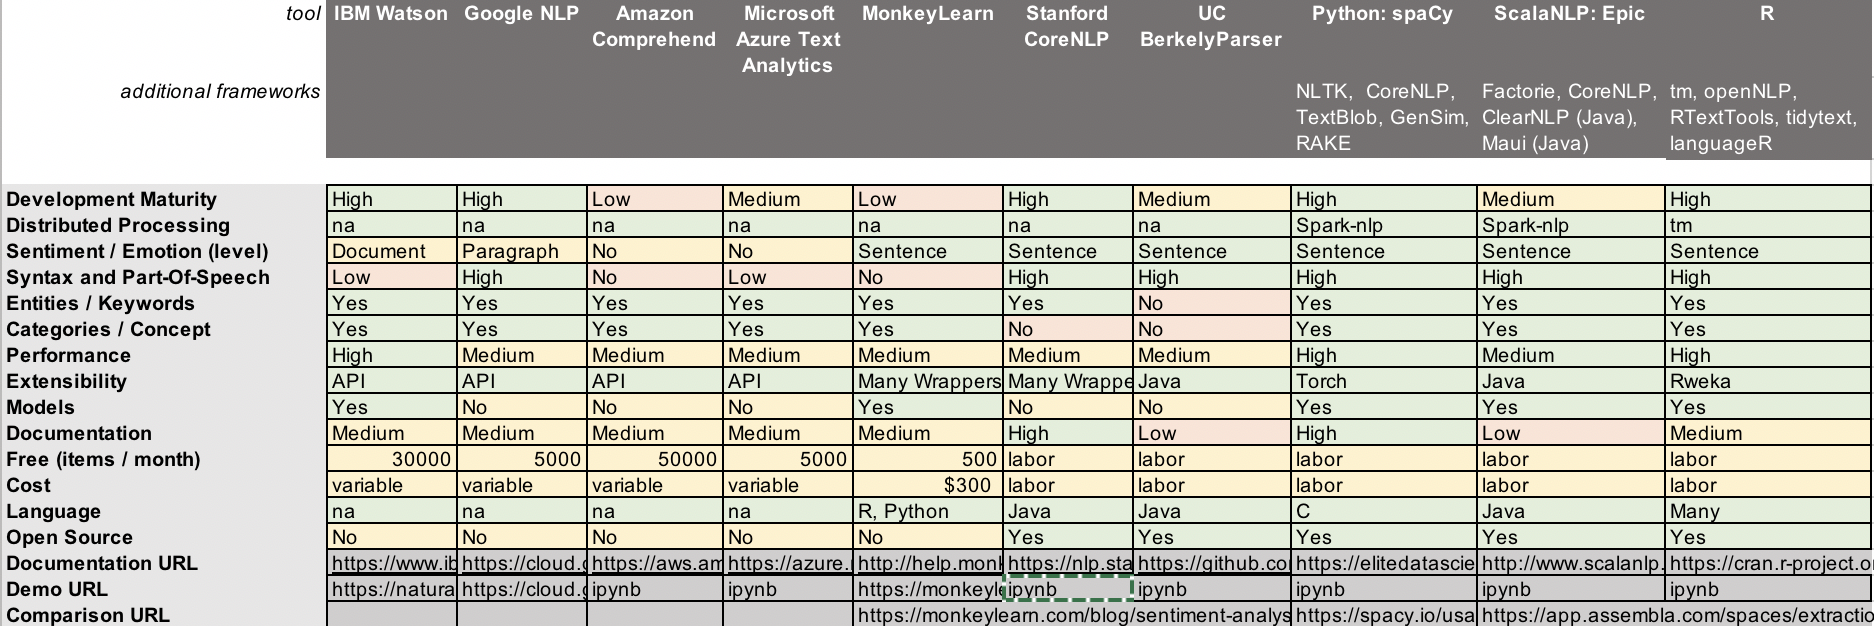 tool IBM Watson Google NLP Amazon Microsoft MonkeyLearn Stanford UC Python: spaCy ScalaNLP: Epic R
Comprehend Azure Text CoreNLP BerkelyParser
Analytics
additional frameworks NLTK, CoreNLP, Factorie, CoreNLP, tm, openNLP,
TextBlob, GenSim, ClearNLP (Java), RTextTools, tidytext,
RAKE Maui (Java) languageR
Development Maturity High High Low Medium Low High Medium High Medium High
Distributed Processing na na na na na na na Spark-nlp Spark-nlp tm
Sentiment / Emotion (level) Document Paragraph No No Sentence Sentence Sentence Sentence Sentence Sentence
Syntax and Part-Of-Speech Low High No Low No High High High High High
Entities / Keywords Yes Yes Yes Yes Yes Yes No Yes Yes Yes
Categories / Concept Yes Yes Yes Yes Yes No No Yes Yes Yes
Performance High Medium Medium Medium Medium Medium Medium High Medium High
Extensibility API API API API Many Wrappers Many Wrappe Java Torch Java Rweka
Models Yes No No No Yes No No Yes Yes Yes
Documentation Medium Medium Medium Medium Medium High Low High Low Medium
Free (items / month) 30000 5000 50000 5000 500 labor labor labor labor labor
Cost variable variable variable variable $300 labor labor labor labor labor
Language na na na na R, Python Java Java C Java Many
Open Source No No No No No Yes Yes Yes Yes Yes
Documentation URL https://www.ib https://cloud.g https://aws.am https://azure. http://help.monk https://nlp.sta https://github.co https://elitedatascie http://www.scalanlp. https://cran.r-project.o
Demo URL https://natura https://cloud.g ipynb ipynb https://monkeyle ipynb ipynb ipynb ipynb ipynb
Comparison URL https://monkeylearn.com/blog/sentiment-analys https://spacy.io/usa https://app.assembla.com/spaces/extractio